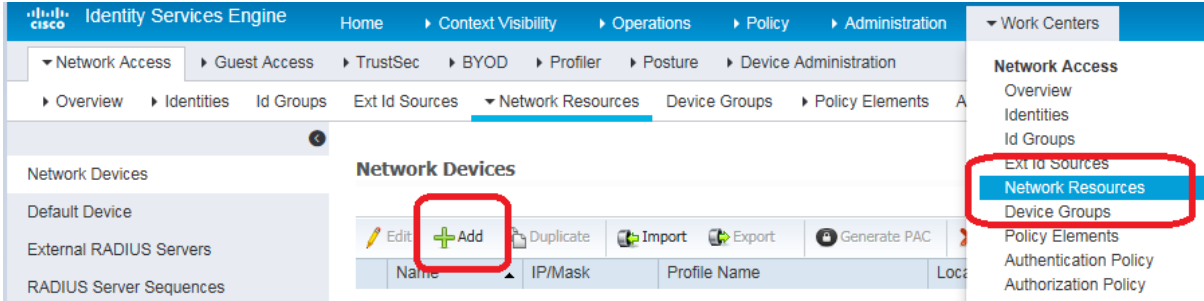 cisco Identity Services Engine Home Context Visibility Operations Policy Administration Work Centers
Network Access Guest Access TrustSec BYOD Profiler Posture Device Administration
Overview Identities Id Groups Ext Id Sources Network Resources Device Groups Policy Elements A
Network Devices
Default Device
External RADIUS Servers
RADIUS Server Sequences
Network Devices
Edit Add Duplicate Import Export Generate PAC
Name IP/Mask Profile Name Loca
Network Access
Overview
Identities
Id Groups
Ext Id Sources
Network Resources
Device Groups
Policy Elements
Authentication Policy
Authorization Policy